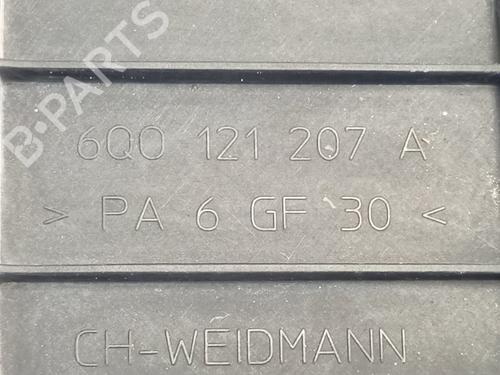 B-PARTS
6Q0 121 207 A
> PA 6 GF 30 <
CH-WEIDMANN